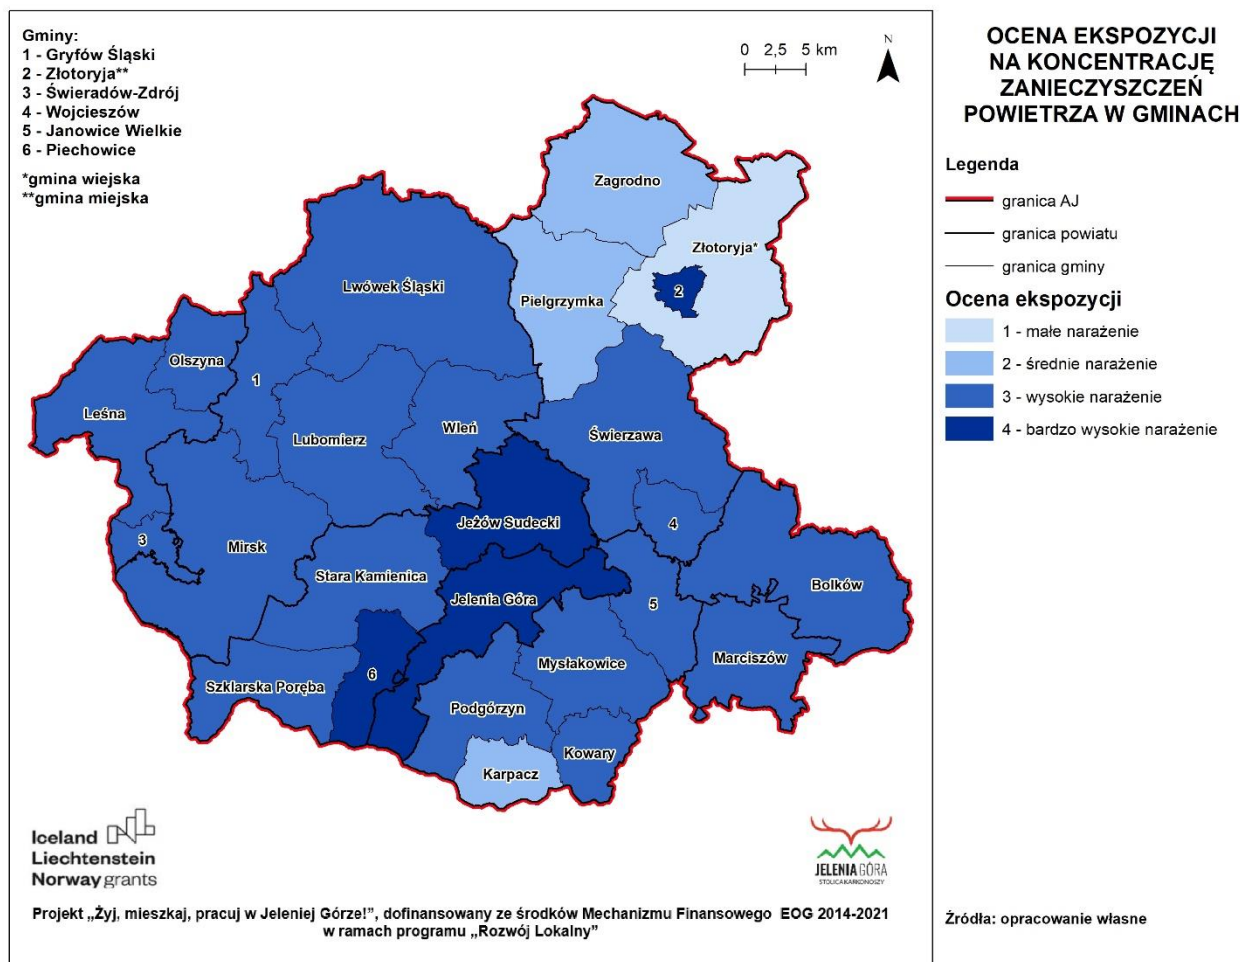 Gminy:
1 - Gryfów Śląski
2 - Złotoryja**
3 - Świeradów-Zdrój
4 - Wojcieszów
5 - Janowice Wielkie
6 - Piechowice
*gmina wiejska
**gmina miejska
0 2,5 5 km
N
OCENA EKSPOZYCJI
NA KONCENTRACJĘ
ZANIECZYSZCZEŃ
POWIETRZA W GMINACH
Legenda
granica AJ
granica powiatu
granica gminy
Ocena ekspozycji
1 - małe narażenie
2 - średnie narażenie
3 - wysokie narażenie
4 - bardzo wysokie narażenie
Zagrodno
Złotoryja*
Lwówek Śląski
2
Pielgrzymka
Olszyna
1
Leśna
Wleń
Świerzawa
Lubomierz
Jeżów Sudecki
4
3
Mirsk
Stara Kamienica
Bolków
Jelenia Góra
5
Marciszów
Mysłakowice
6
Szklarska Poręba
Podgórzyn
Kowary
Karpacz
Iceland
Liechtenstein
Norway grants
JELENIA GÓRA
STOLICA KARKONOSZY
Projekt „Żyj, mieszkaj, pracuj w Jeleniej Górze!”, dofinansowany ze środków Mechanizmu Finansowego EOG 2014-2021
w ramach programu „Rozwój Lokalny”
Źródła: opracowanie własne